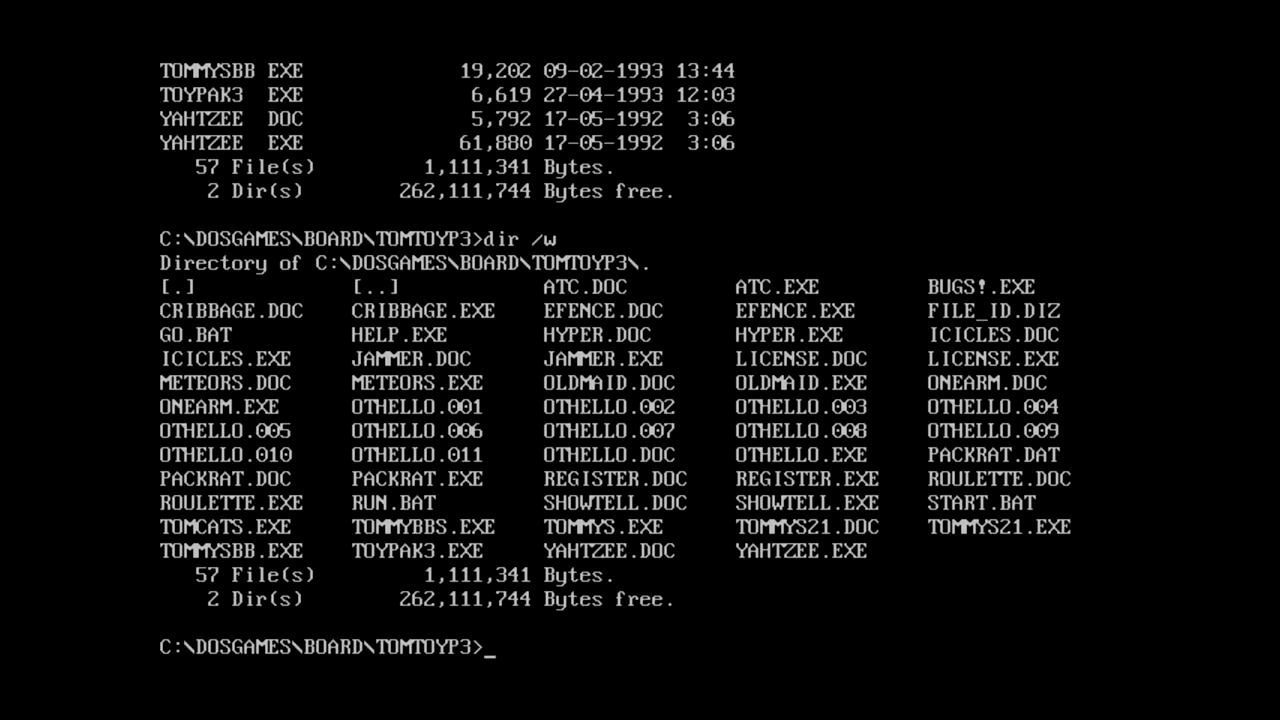 TOMMYSBB EXE 19,202 09-02-1993 13:44
TOYPAK3 EXE 6,619 27-04-1993 12:03
YAHTZEE DOC 5,792 17-05-1992 3:06
YAHTZEE EXE 61,880 17-05-1992 3:06
57 File(s) 1,111,341 Bytes.
2 Dir(s) 262,111,744 Bytes free.
C:\DOSGAMES\BOARD\TOMTOYP3>dir /w
Directory of C:\DOSGAMES\BOARD\TOMTOYP3\.
[.] [..] ATC.DOC ATC.EXE BUGS!.EXE
CRIBBAGE.DOC CRIBBAGE.EXE EFENCE.DOC EFENCE.EXE FILE_ID.DIZ
GO.BAT HELP.EXE HYPER.DOC HYPER.EXE ICICLES.DOC
ICICLES.EXE JAMMER.DOC JAMMER.EXE LICENSE.DOC LICENSE.EXE
METEORS.DOC METEORS.EXE OLDMAID.DOC OLDMAID.EXE ONEARM.DOC
ONEARM.EXE OTHELLO.001 OTHELLO.002 OTHELLO.003 OTHELLO.004
OTHELLO.005 OTHELLO.006 OTHELLO.007 OTHELLO.008 OTHELLO.009
OTHELLO.010 OTHELLO.011 OTHELLO.DOC OTHELLO.EXE PACKRAT.DAT
PACKRAT.DOC PACKRAT.EXE REGISTER.DOC REGISTER.EXE ROULETTE.DOC
ROULETTE.EXE RUN.BAT SHOWTELL.DOC SHOWTELL.EXE START.BAT
TOMCATS.EXE TOMMYBBS.EXE TOMMYS.EXE TOMMYS21.DOC TOMMYS21.EXE
TOMMYSBB.EXE TOYPAK3.EXE YAHTZEE.DOC YAHTZEE.EXE
57 File(s) 1,111,341 Bytes.
2 Dir(s) 262,111,744 Bytes free.
C:\DOSGAMES\BOARD\TOMTOYP3>_